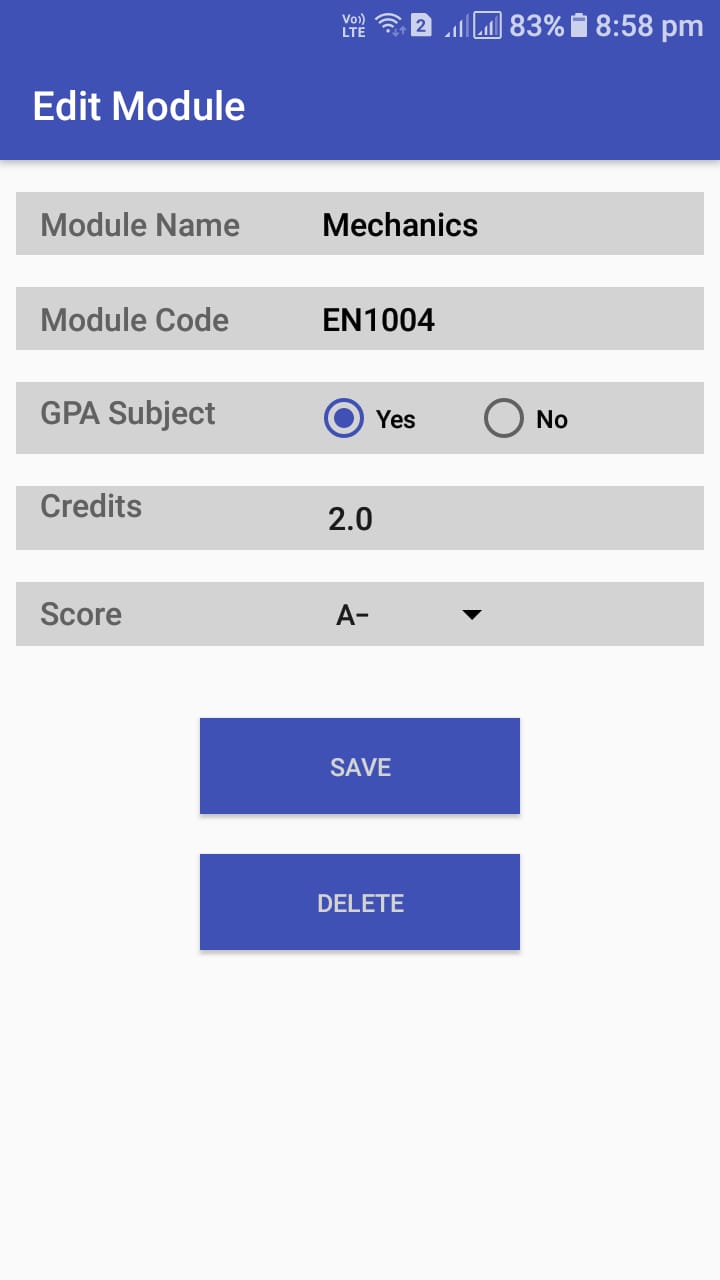 Vo)) LTE 2 83% 8:58 pm
Edit Module
Module Name Mechanics
Module Code EN1004
GPA Subject Yes No
Credits 2.0
Score A-
SAVE
DELETE